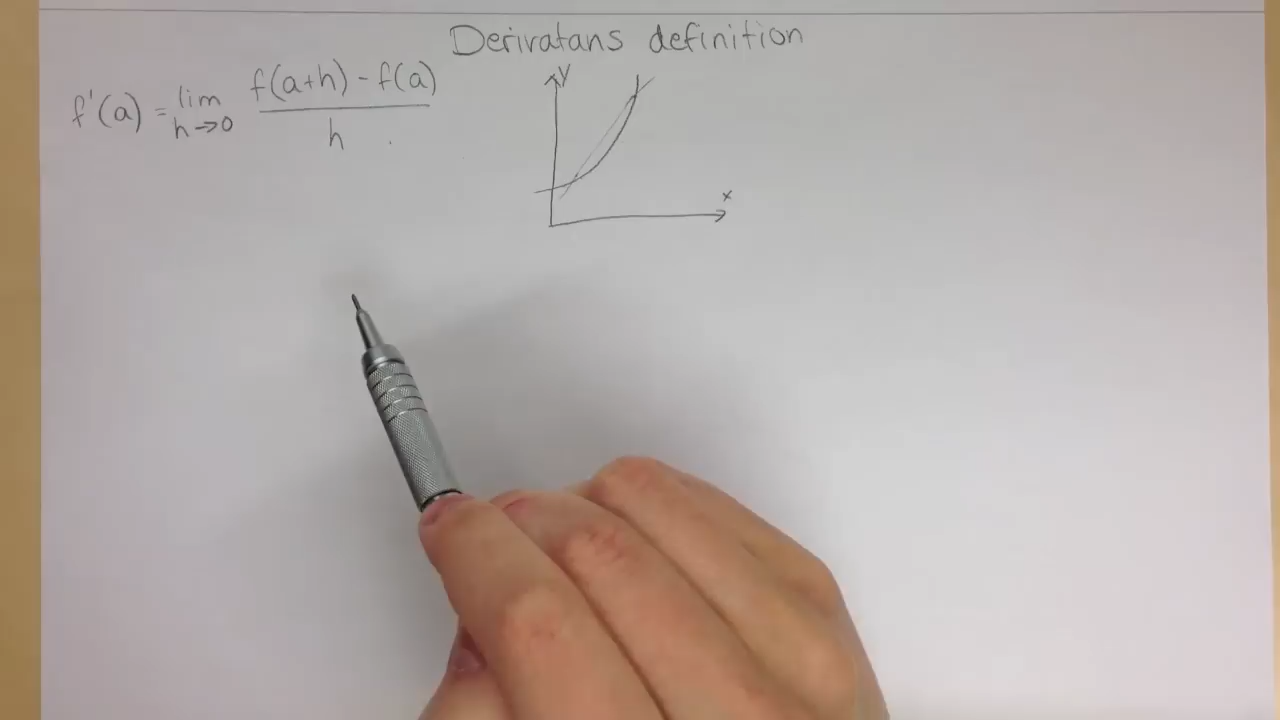 Derivatans definition
f'(a) = lim h→0 f(a+h) - f(a) / h
y
x